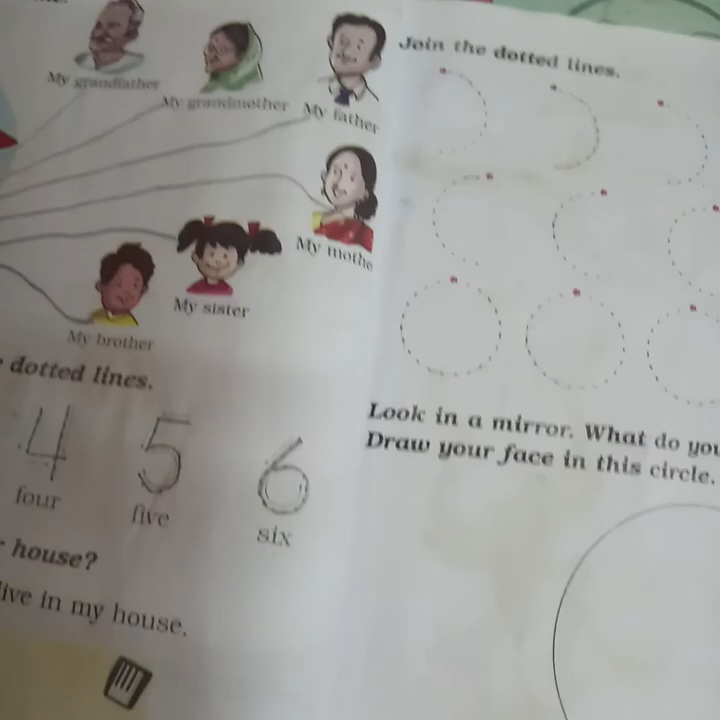 My grandfather
My grandmother
My father
My mothe
My sister
My brother
dotted lines.
4 5 6
four five six
house?
live in my house.
Join the dotted lines.
Look in a mirror. What do you
Draw your face in this circle.